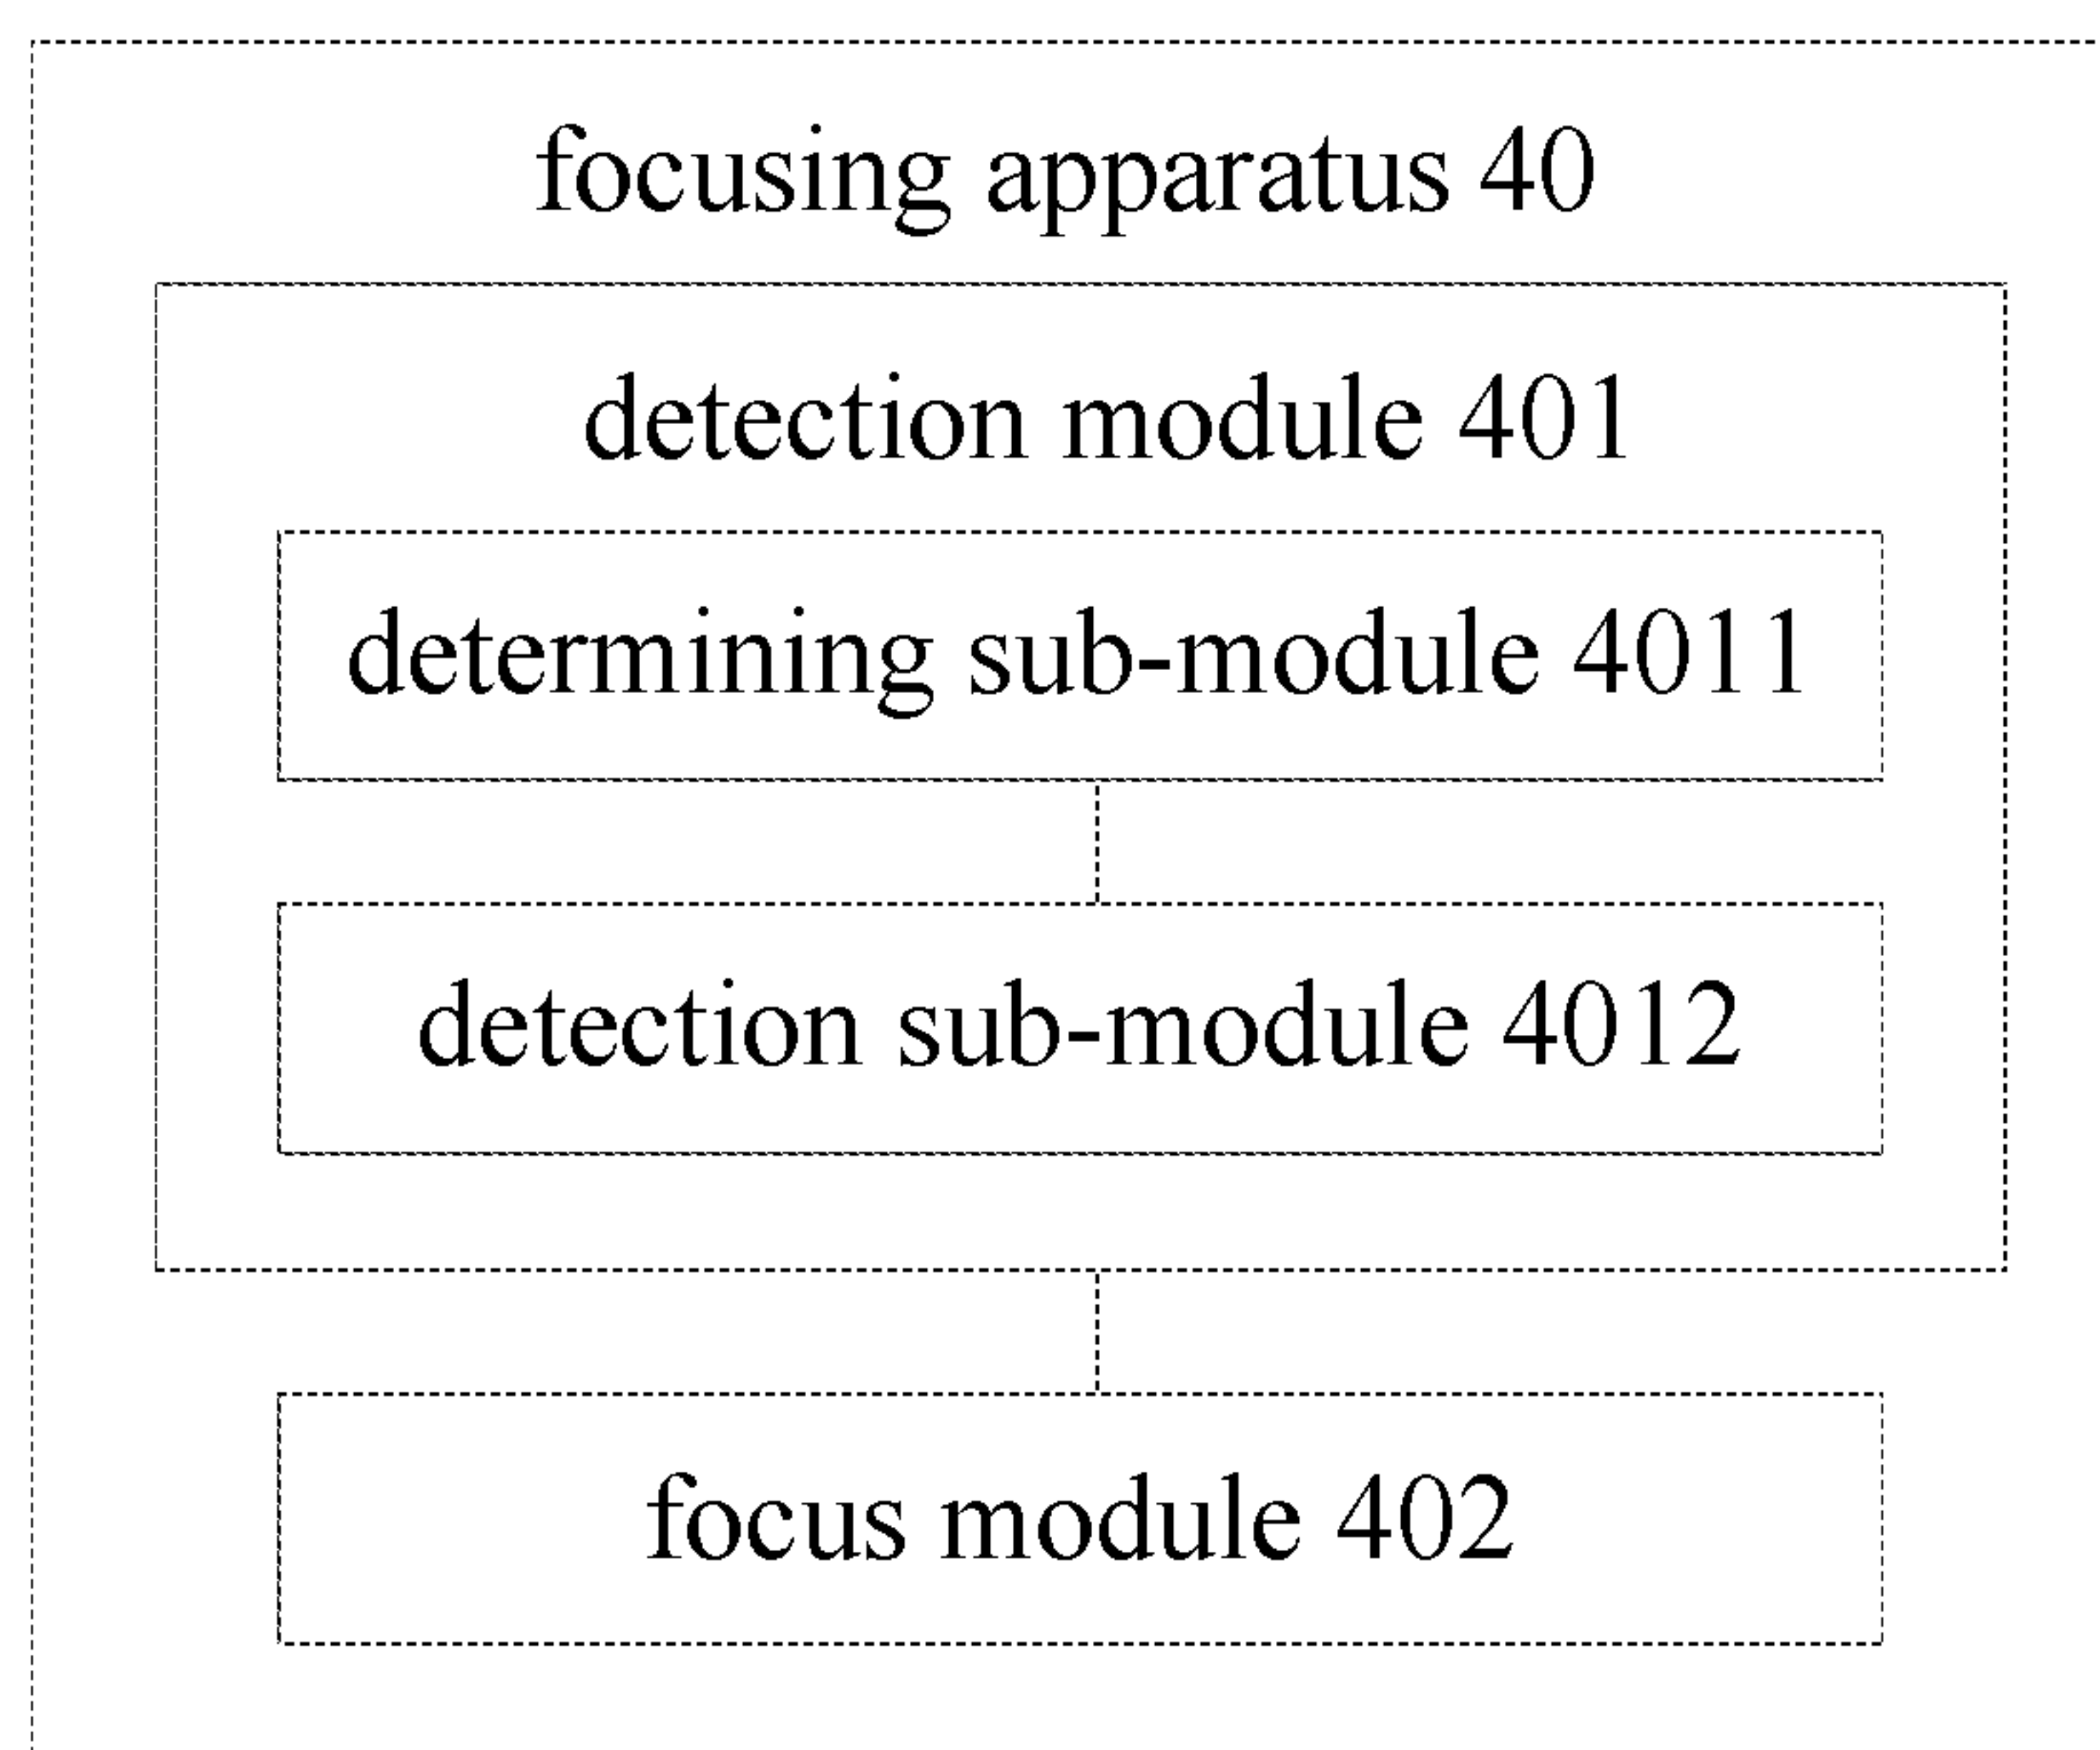 focusing apparatus 40
detection module 401
determining sub-module 4011
detection sub-module 4012
focus module 402